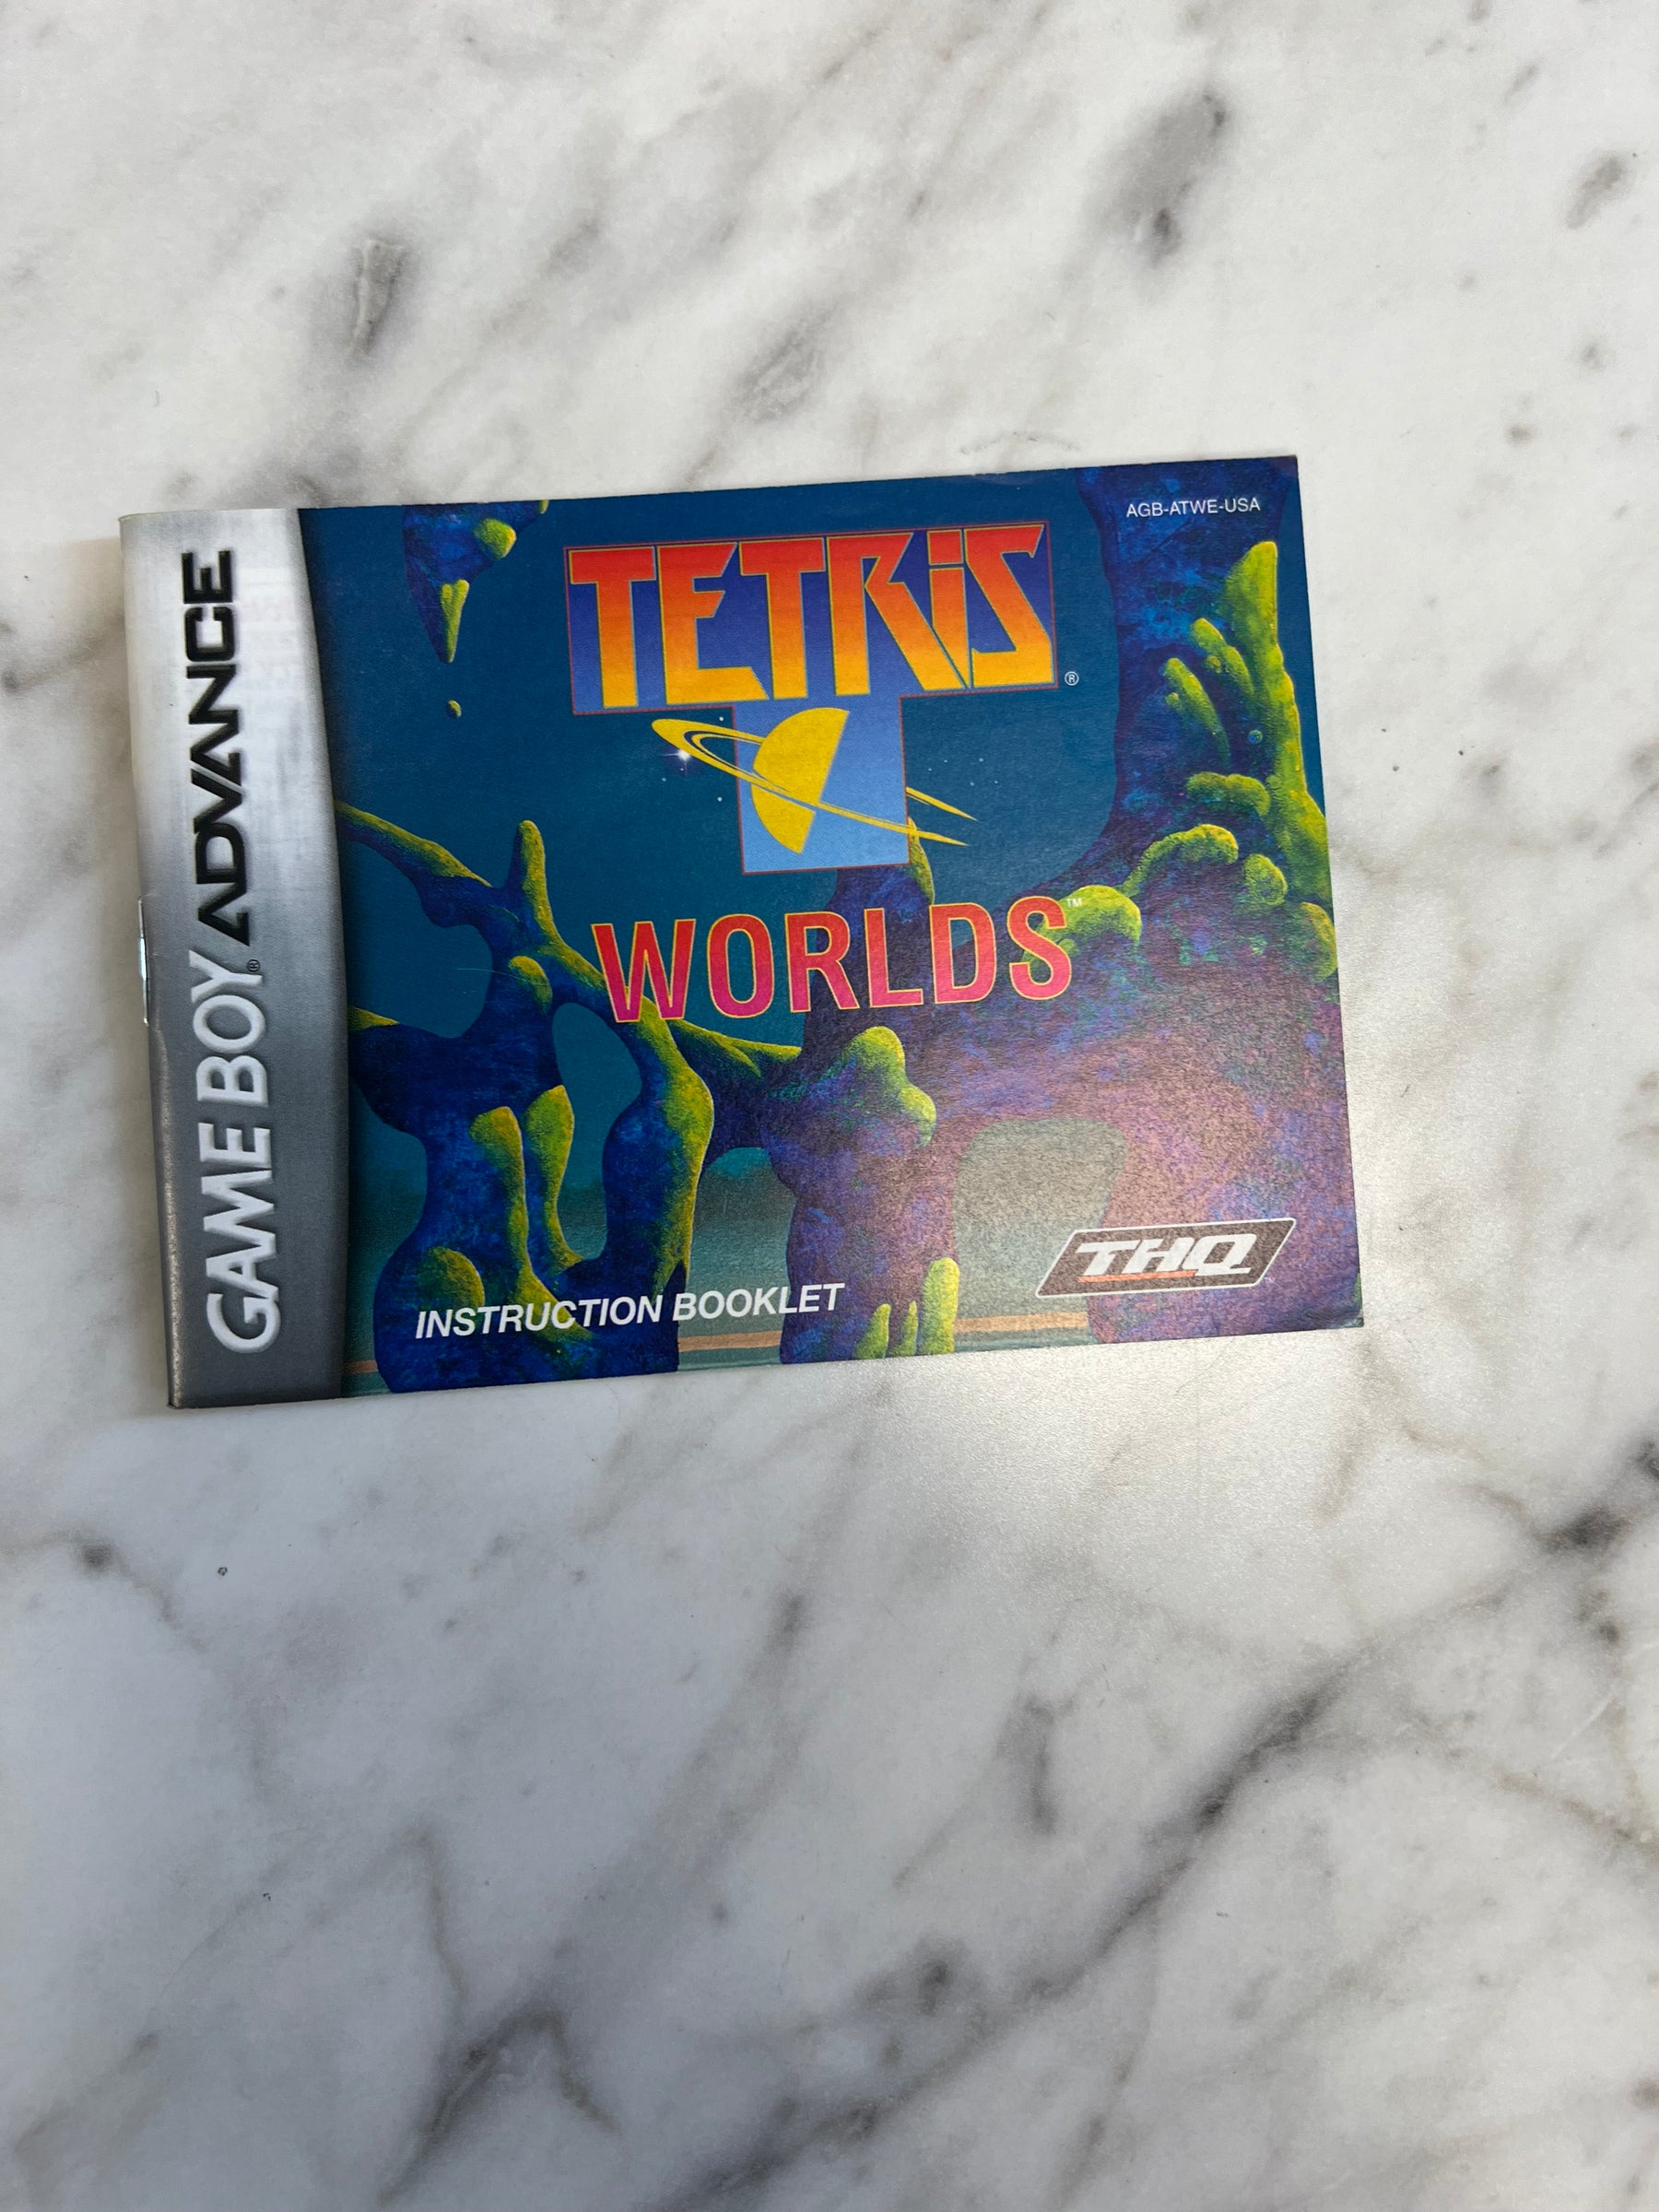 AGB-ATWE-USA
GAME BOY® ADVANCE
TETRiS®
WORLDS™
INSTRUCTION BOOKLET
THQ